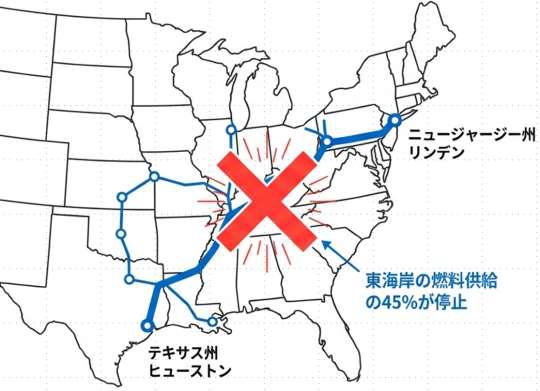 ニュージャージー州
リンデン
東海岸の燃料供給
の45%が停止
テキサス州
ヒューストン